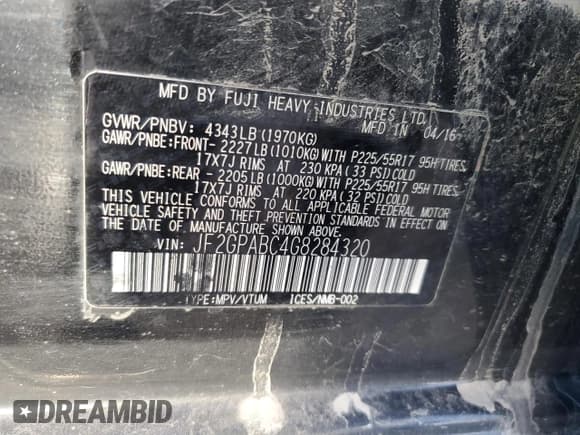 MFD BY FUJI HEAVY INDUSTRIES LTD.
MFD IN 04/16
GVWR/PNBV: 4343LB(1970KG)
GAWR/PNBE:FRONT- 2227LB(1010KG)WITH P225/55R17 95H TIRES,
17X7J RIMS AT 230 KPA (33 PSI)COLD
GAWR/PNBE:REAR - 2205LB(1000KG)WITH P225/55R17 95H TIRES,
17X7J RIMS AT 220 KPA (32 PSI)COLD
THIS VEHICLE CONFORMS TO ALL APPLICABLE FEDERAL MOTOR
VEHICLE SAFETY AND THEFT PREVENTION STANDARDS IN EFFECT ON
THE DATE OF MANUFACTURE SHOWN ABOVE.
VIN: JF2GPABC4G8284320
TYPE:MPV/VTUM ICES/NMB-002
DREAMBID